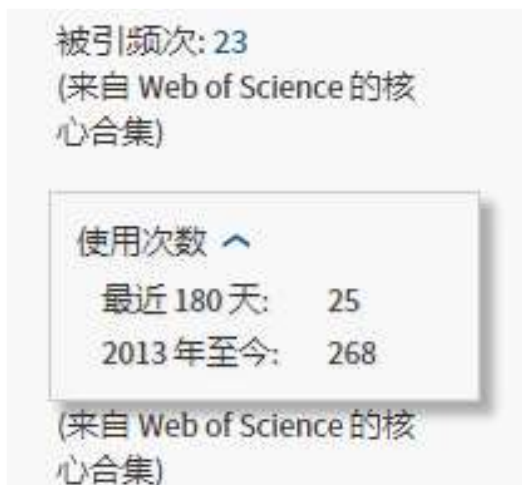 被引频次: 23
(来自 Web of Science 的核
心合集)
使用次数
最近 180 天: 25
2013 年至今: 268
(来自 Web of Science 的核
心合集)